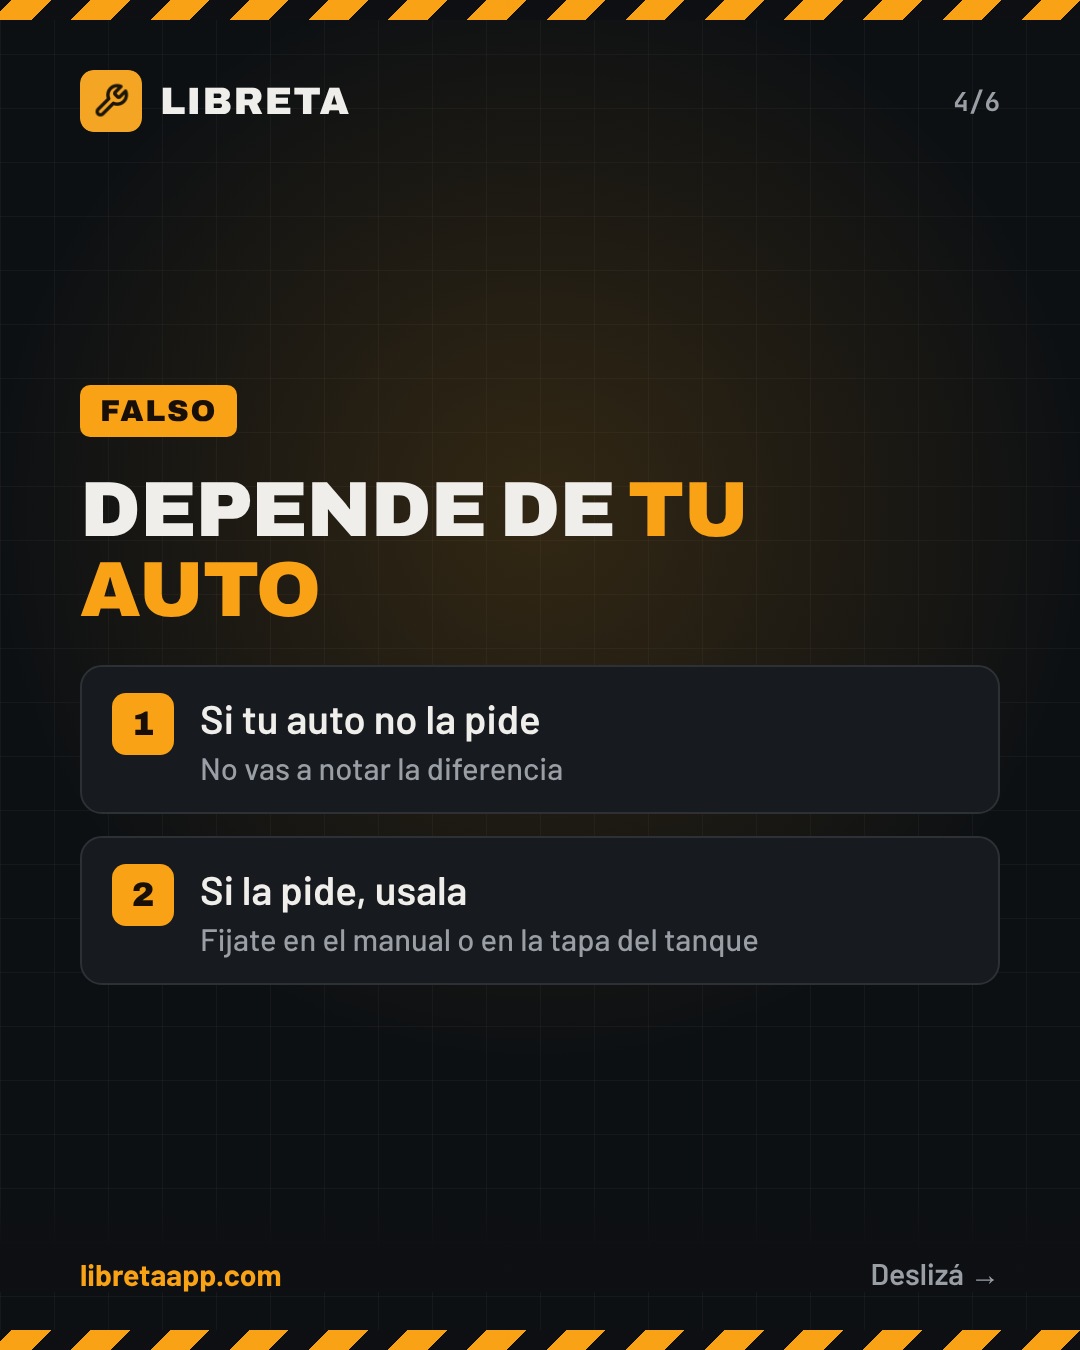 LIBRETA
4/6
FALSO
DEPENDE DE TU
AUTO
1
Si tu auto no la pide
No vas a notar la diferencia
2
Si la pide, usala
Fijate en el manual o en la tapa del tanque
libretaapp.com
Deslizá →